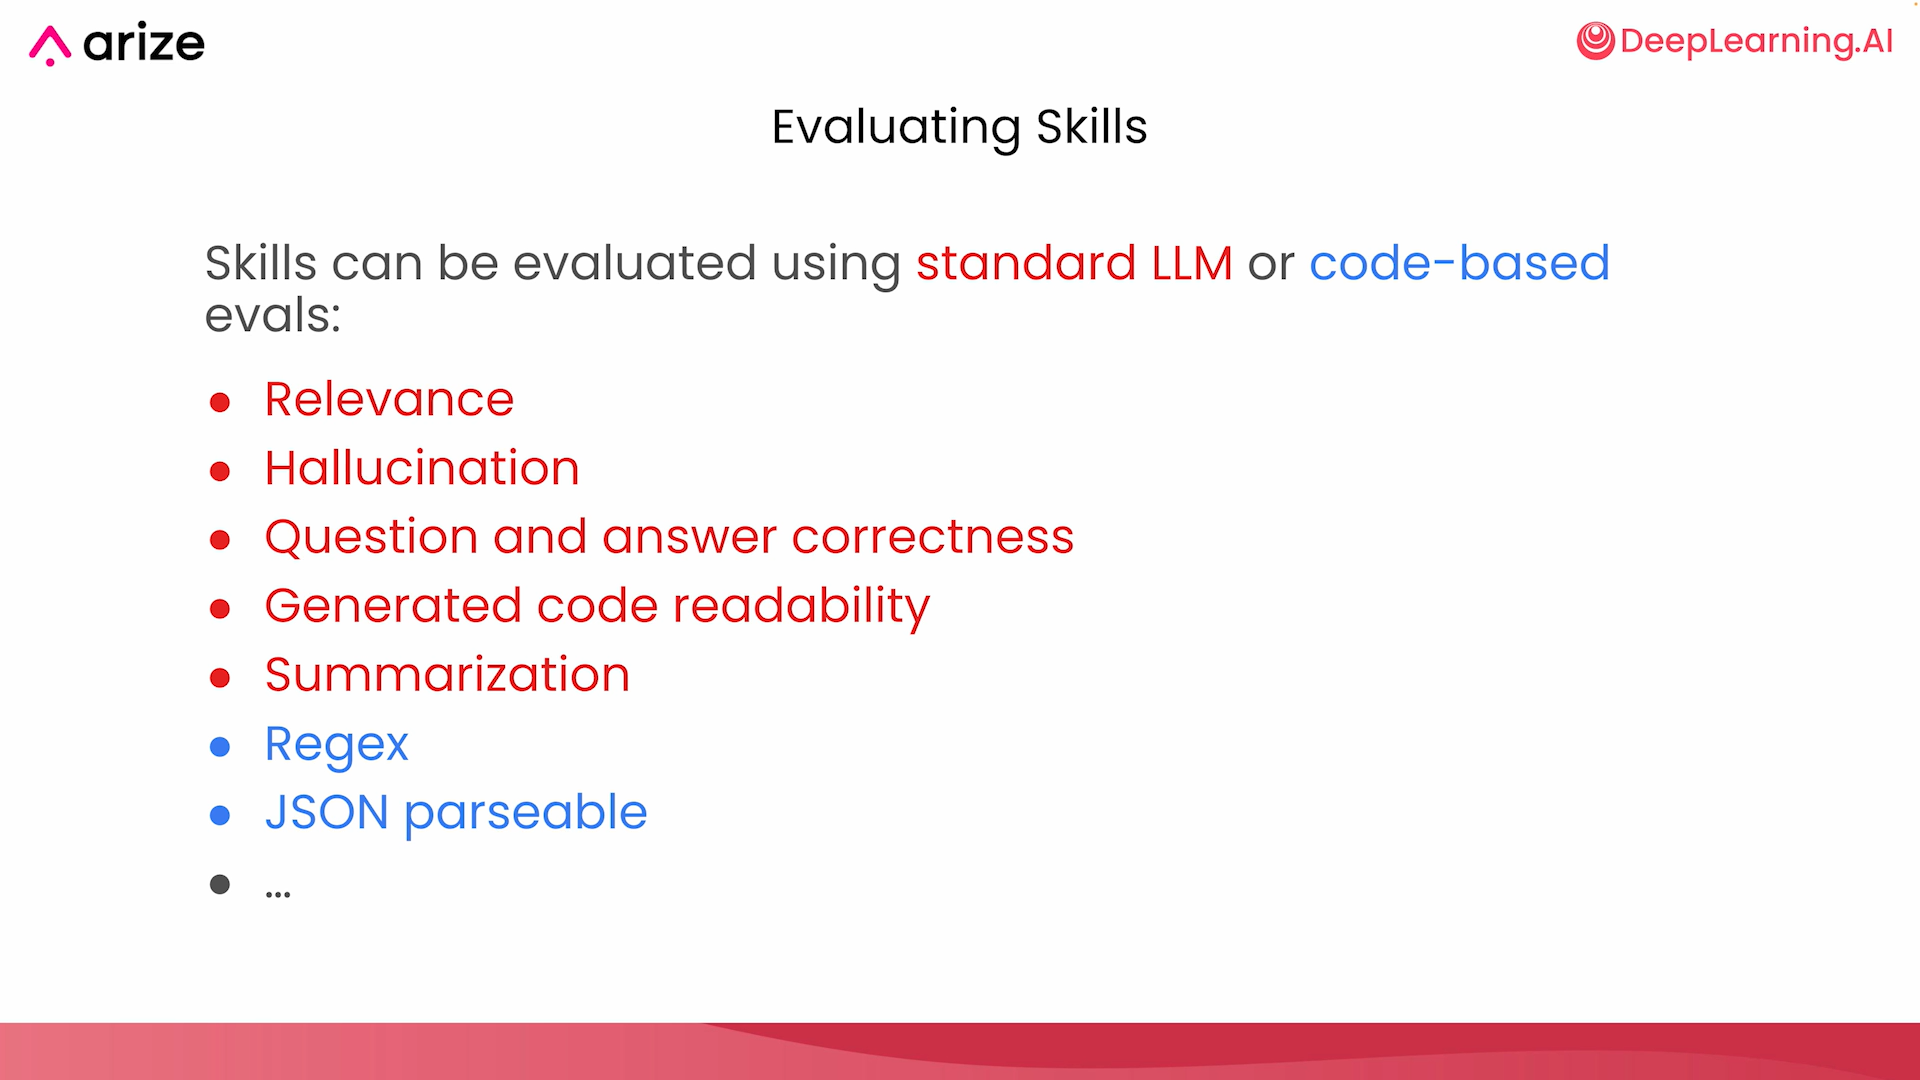 arize
DeepLearning.AI
Evaluating Skills
Skills can be evaluated using standard LLM or code-based
evals:
● Relevance
● Hallucination
● Question and answer correctness
● Generated code readability
● Summarization
● Regex
● JSON parseable
● ...